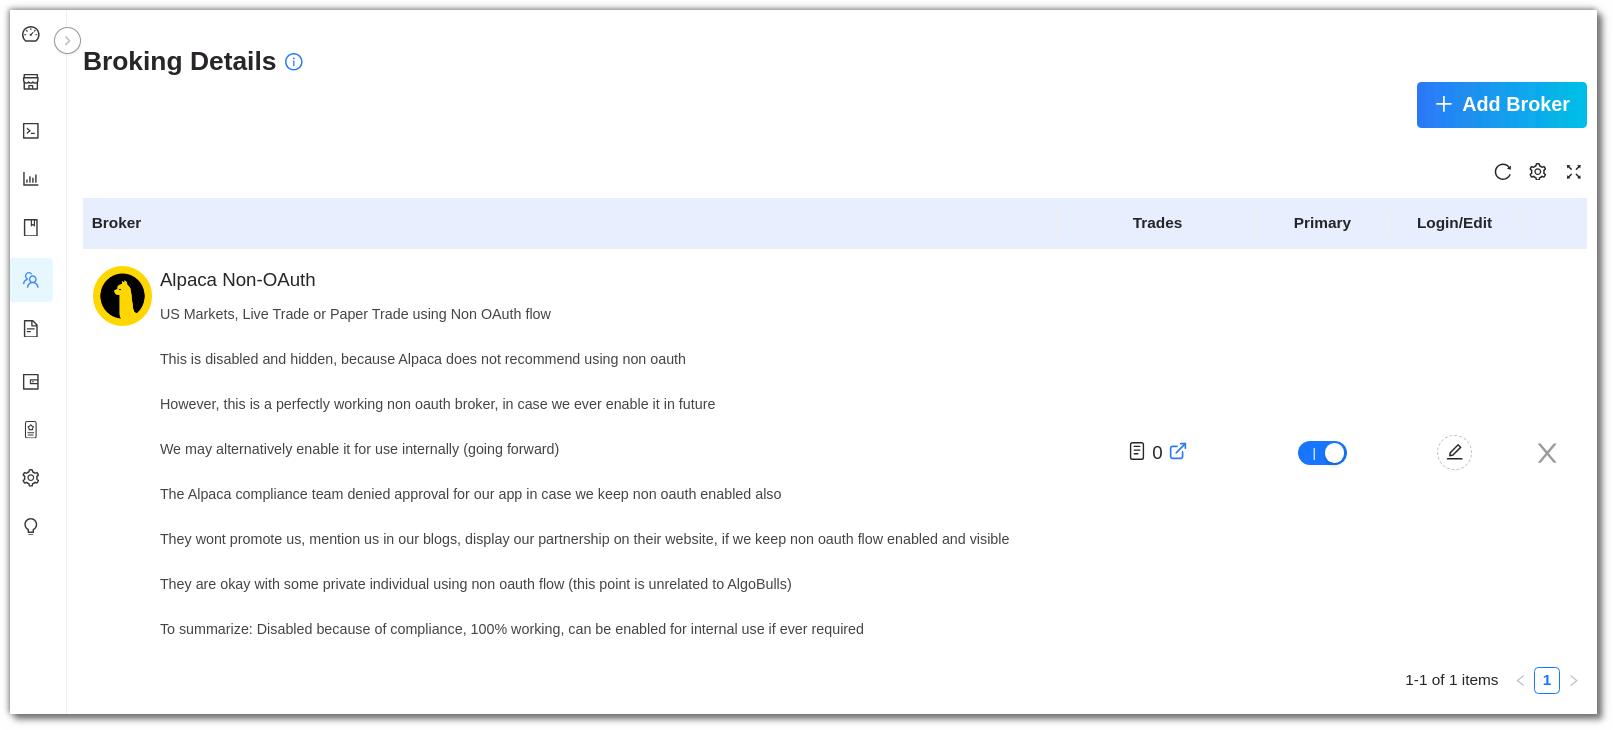 Broking Details
Add Broker
Broker Trades Primary Login/Edit
Alpaca Non-OAuth
US Markets, Live Trade or Paper Trade using Non OAuth flow
This is disabled and hidden, because Alpaca does not recommend using non oauth
However, this is a perfectly working non oauth broker, in case we ever enable it in future
We may alternatively enable it for use internally (going forward)
0
The Alpaca compliance team denied approval for our app in case we keep non oauth enabled also
They wont promote us, mention us in our blogs, display our partnership on their website, if we keep non oauth flow enabled and visible
They are okay with some private individual using non oauth flow (this point is unrelated to AlgoBulls)
To summarize: Disabled because of compliance, 100% working, can be enabled for internal use if ever required
1-1 of 1 items 1